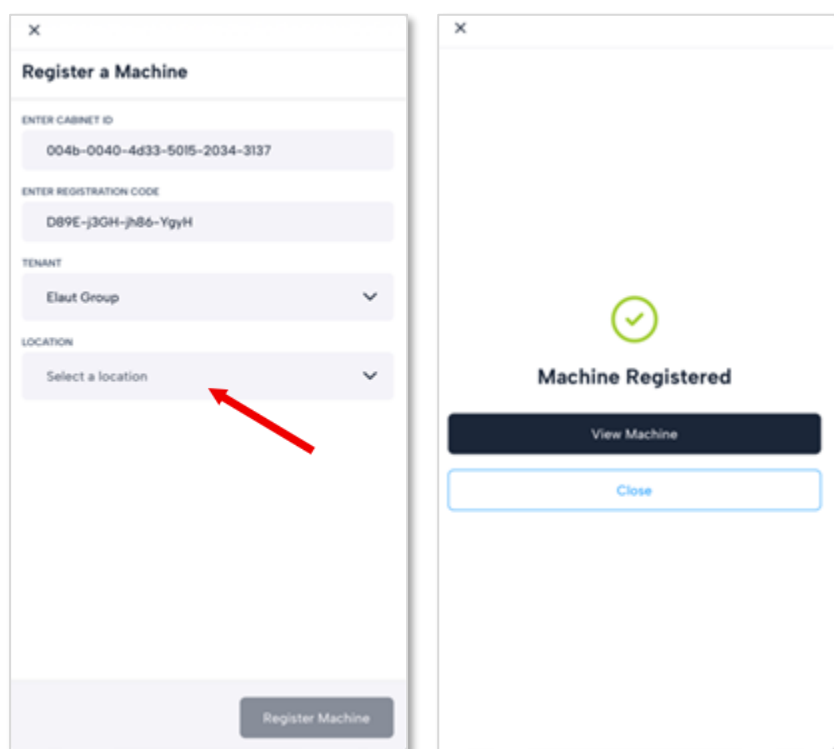 Register a Machine
ENTER CABINET ID
004b-0040-4d33-5015-2034-3137
ENTER REGISTRATION CODE
D89E-j3GH-jh86-YgyH
TENANT
Elaut Group
LOCATION
Select a location
Register Machine
Machine Registered
View Machine
Close